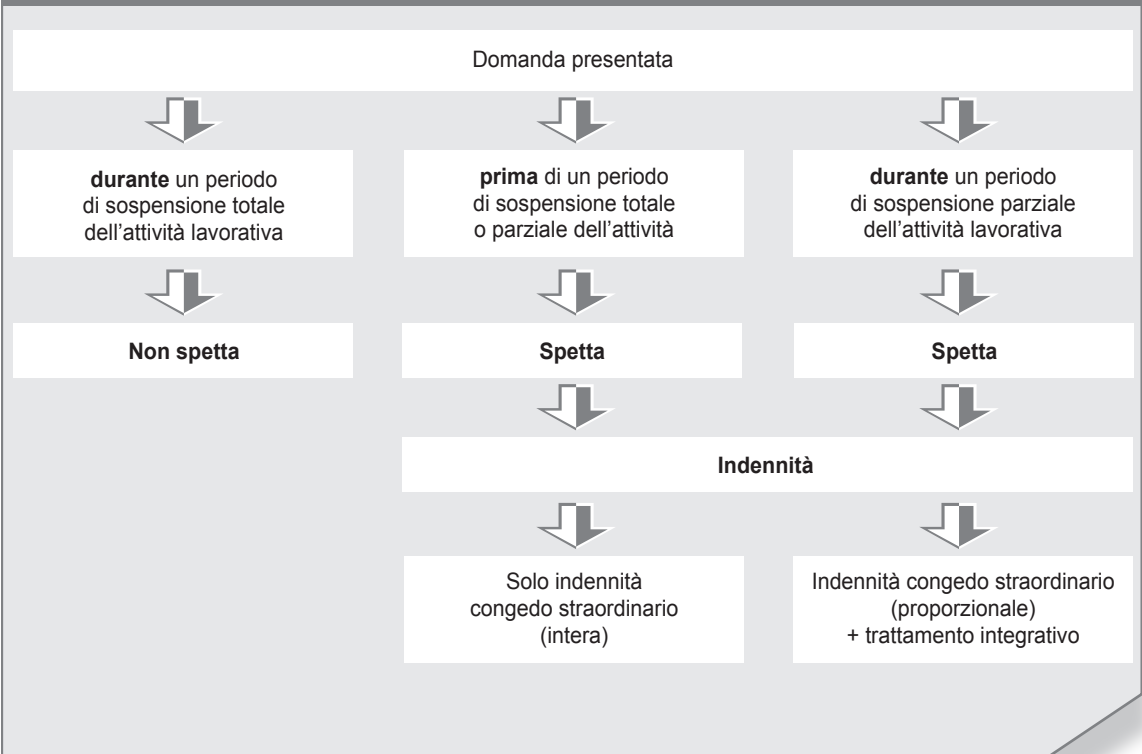 Domanda presentata
durante un periodo
di sospensione totale
dell'attività lavorativa
prima di un periodo
di sospensione totale
o parziale dell'attività
durante un periodo
di sospensione parziale
dell'attività lavorativa
Non spetta
Spetta
Spetta
Indennità
Solo indennità
congedo straordinario
(intera)
Indennità congedo straordinario
(proporzionale)
+ trattamento integrativo